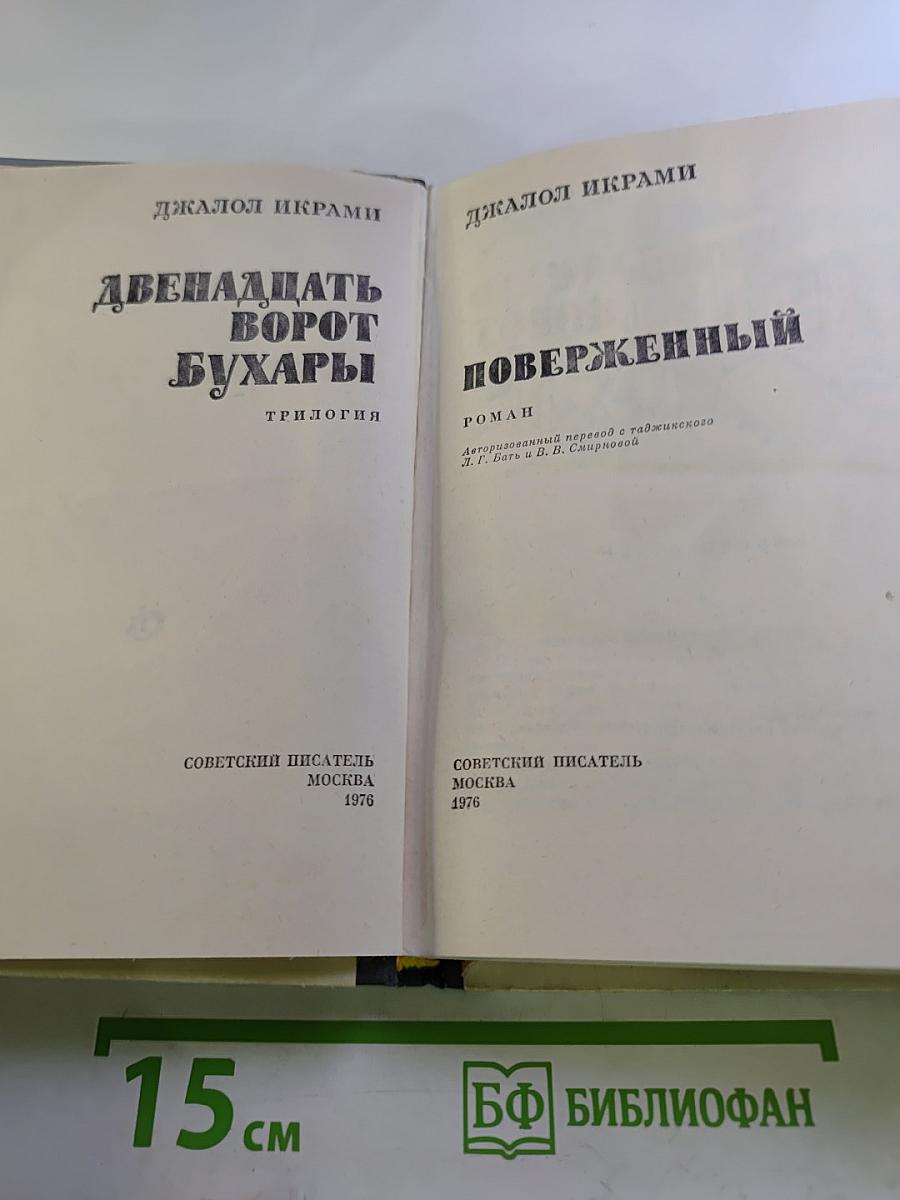 ДЖАЛОЛ ИКРАМИ
ДВЕНАДЦАТЬ
ВОРОТ
БУХАРЫ
ТРИЛОГИЯ
СОВЕТСКИЙ ПИСАТЕЛЬ
МОСКВА
1976
ДЖАЛОЛ ИКРАМИ
ПОВЕРЖЕННЫЙ
РОМАН
Авторизованный перевод с таджикского
Л. Г. Бать и В. В. Смирновой
СОВЕТСКИЙ ПИСАТЕЛЬ
МОСКВА
1976
15 см
БФ БИБЛИОФАН